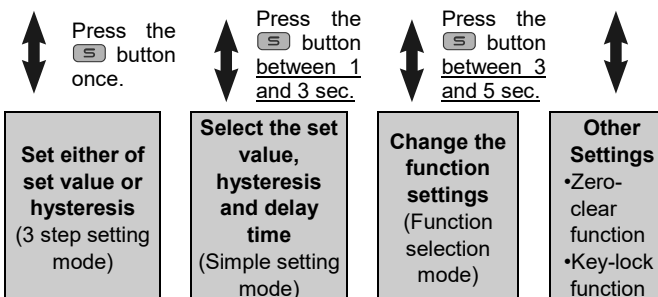 Press the
S button
once.
Press the
S button
between 1
and 3 sec.
Press the
S button
between 3
and 5 sec.
Set either of
set value or
hysteresis
(3 step setting
mode)
Select the set
value,
hysteresis
and delay
time
(Simple setting
mode)
Change the
function
settings
(Function
selection
mode)
Other
Settings
•Zero-
clear
function
•Key-lock
function